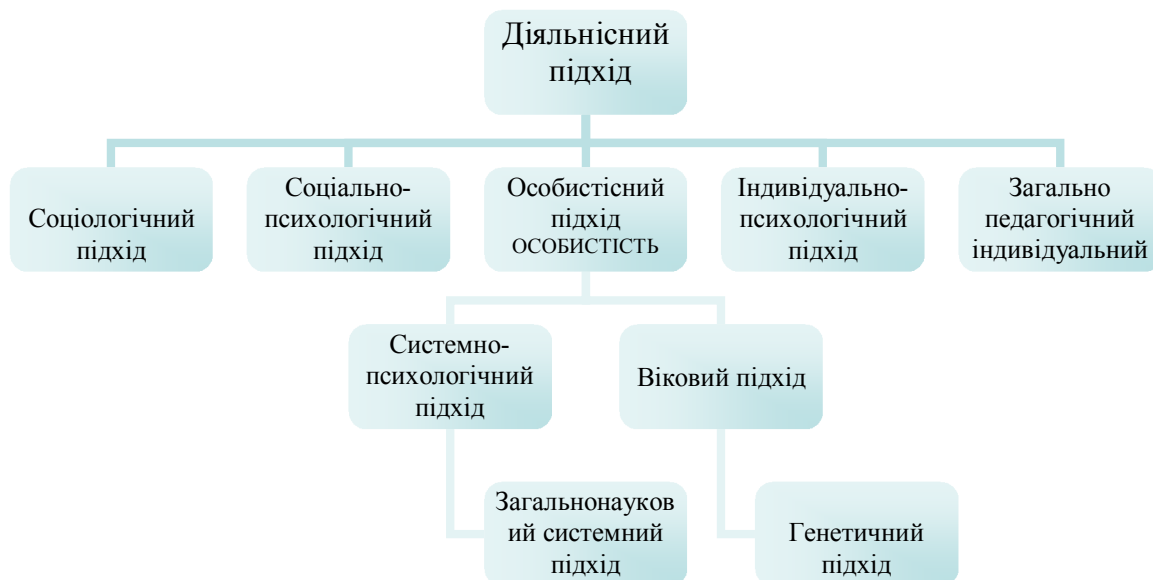 Діяльнісний
підхід
Соціологічний
підхід
Соціально-
психологічний
підхід
Особистісний
підхід
ОСОБИСТІСТЬ
Індивідуально-
психологічний
підхід
Загально
педагогічний
індивідуальний
Системно-
психологічний
підхід
Віковий підхід
Загальнонауков
ий системний
підхід
Генетичний
підхід